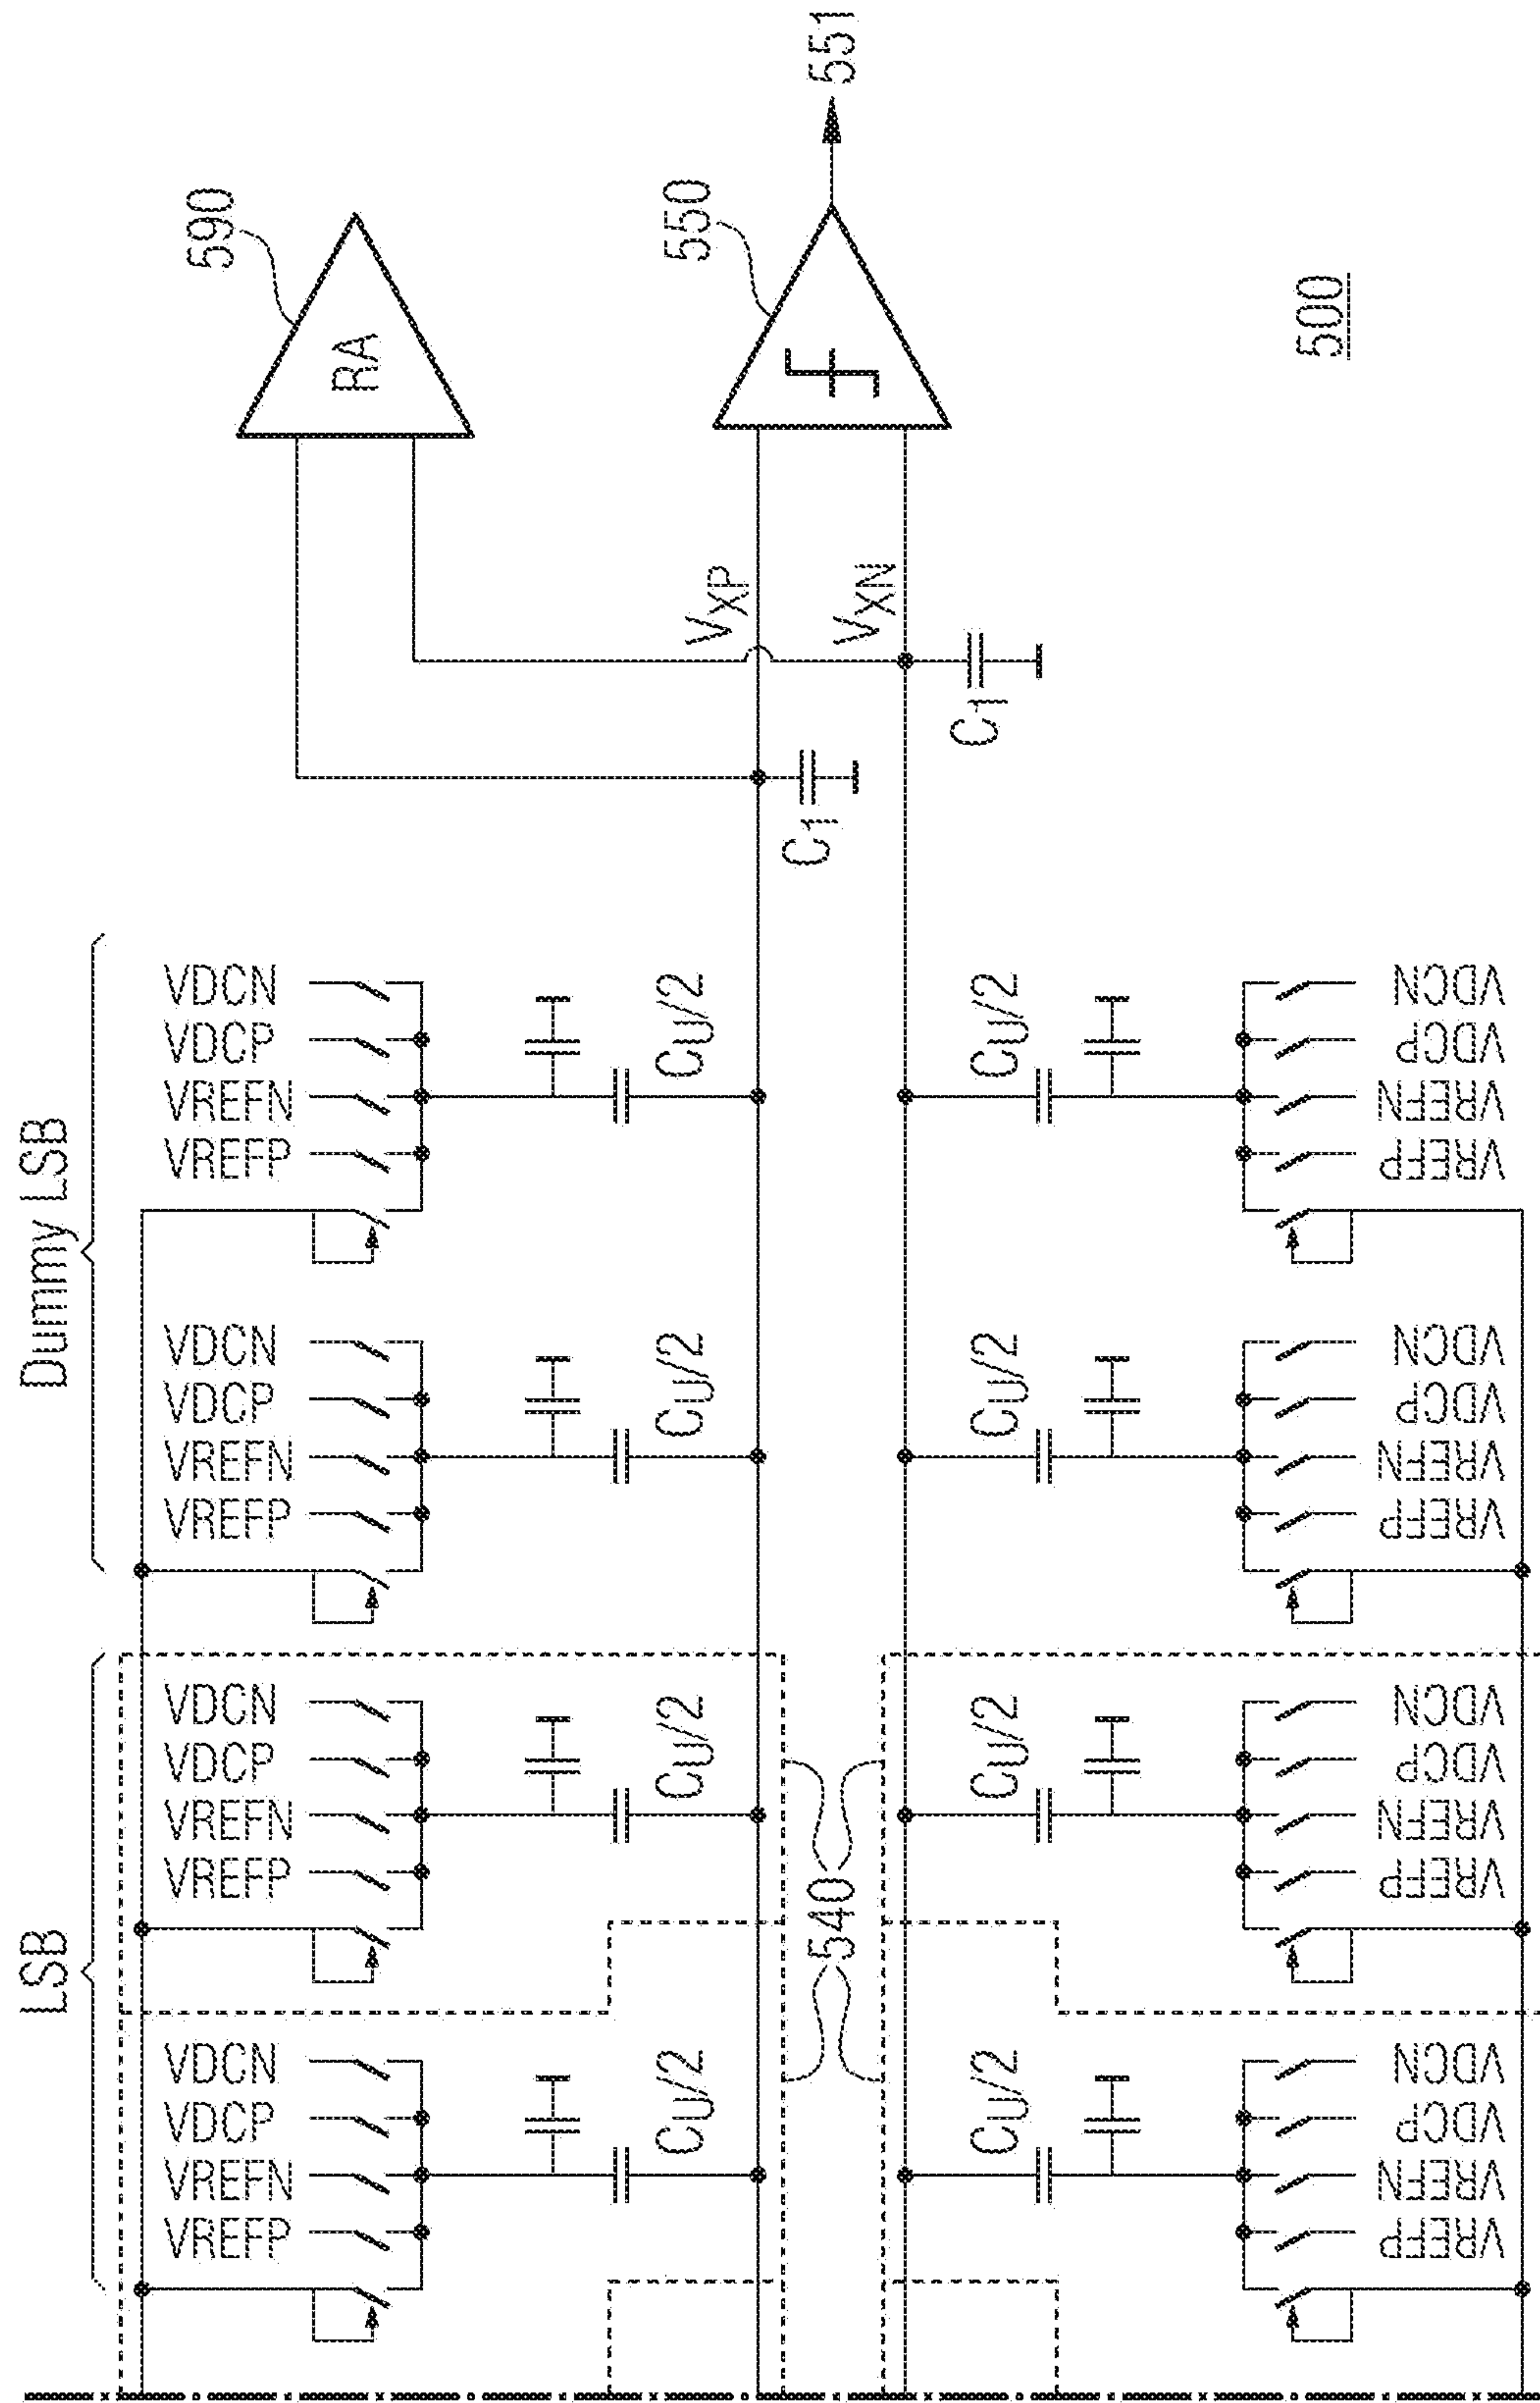 LSB
Dummy LSB
VREFP
VREFN
VDCP
VDCN
VREFP
VREFN
VDCP
VDCN
VREFP
VREFN
VDCP
VDCN
VREFP
VREFN
VDCP
VDCN
590
RA
CU/2
CU/2
CU/2
CU/2
VXP
550
C1
540
VXN
551
C1
CU/2
CU/2
CU/2
CU/2
500
VREFP
VREFN
VDCP
VDCN
VREFP
VREFN
VDCP
VDCN
VREFP
VREFN
VDCP
VDCN
VREFP
VREFN
VDCP
VDCN